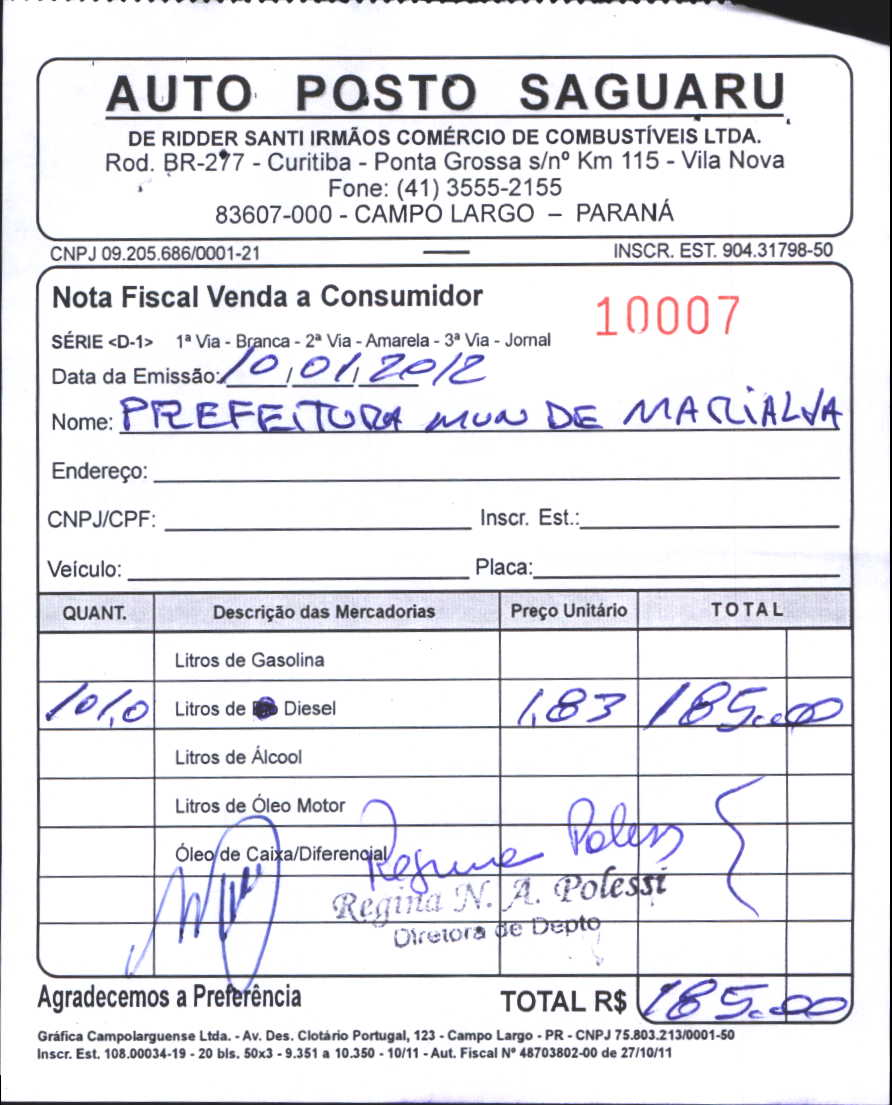 AUTO POSTO SAGUARU
DE RIDDER SANTI IRMÃOS COMÉRCIO DE COMBUSTÍVEIS LTDA.
Rod. BR-277 - Curitiba - Ponta Grossa s/nº Km 115 - Vila Nova
Fone: (41) 3555-2155
83607-000 - CAMPO LARGO – PARANÁ
CNPJ 09.205.686/0001-21 INSCR. EST. 904.31798-50
Nota Fiscal Venda a Consumidor 10007
SÉRIE <D-1> 1ª Via - Branca - 2ª Via - Amarela - 3ª Via - Jornal
Data da Emissão: 10/01/2012
Nome: PREFEITURA MUN DE MARIALVA
Endereço:
CNPJ/CPF: Inscr. Est.:
Veículo: Placa:
QUANT. Descrição das Mercadorias Preço Unitário TOTAL
Litros de Gasolina
101,0 Litros de Diesel 1,83 185,00
Litros de Álcool
Litros de Óleo Motor
Óleo de Caixa/Diferencial Regina Polessi
Regina N. A. Polessi
Diretora de Depto
Agradecemos a Preferência TOTAL R$ 185,00
Gráfica Campolarguense Ltda. - Av. Des. Clotário Portugal, 123 - Campo Largo - PR - CNPJ 75.803.213/0001-50
Inscr. Est. 108.00034-19 - 20 bls. 50x3 - 9.351 a 10.350 - 10/11 - Aut. Fiscal Nº 48703802-00 de 27/10/11